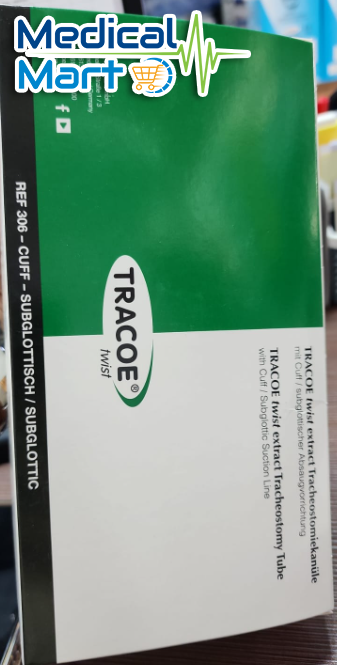 Medical
Mart
TRACOE®
twist
TRACOE twist extract Tracheostomiekanüle
mit Cuff / subglottischer Absaugvorrichtung
TRACOE twist extract Tracheostomy Tube
with Cuff / Subglottic Suction Line
REF 306 – CUFF – SUBGLOTTISCH / SUBGLOTTIC